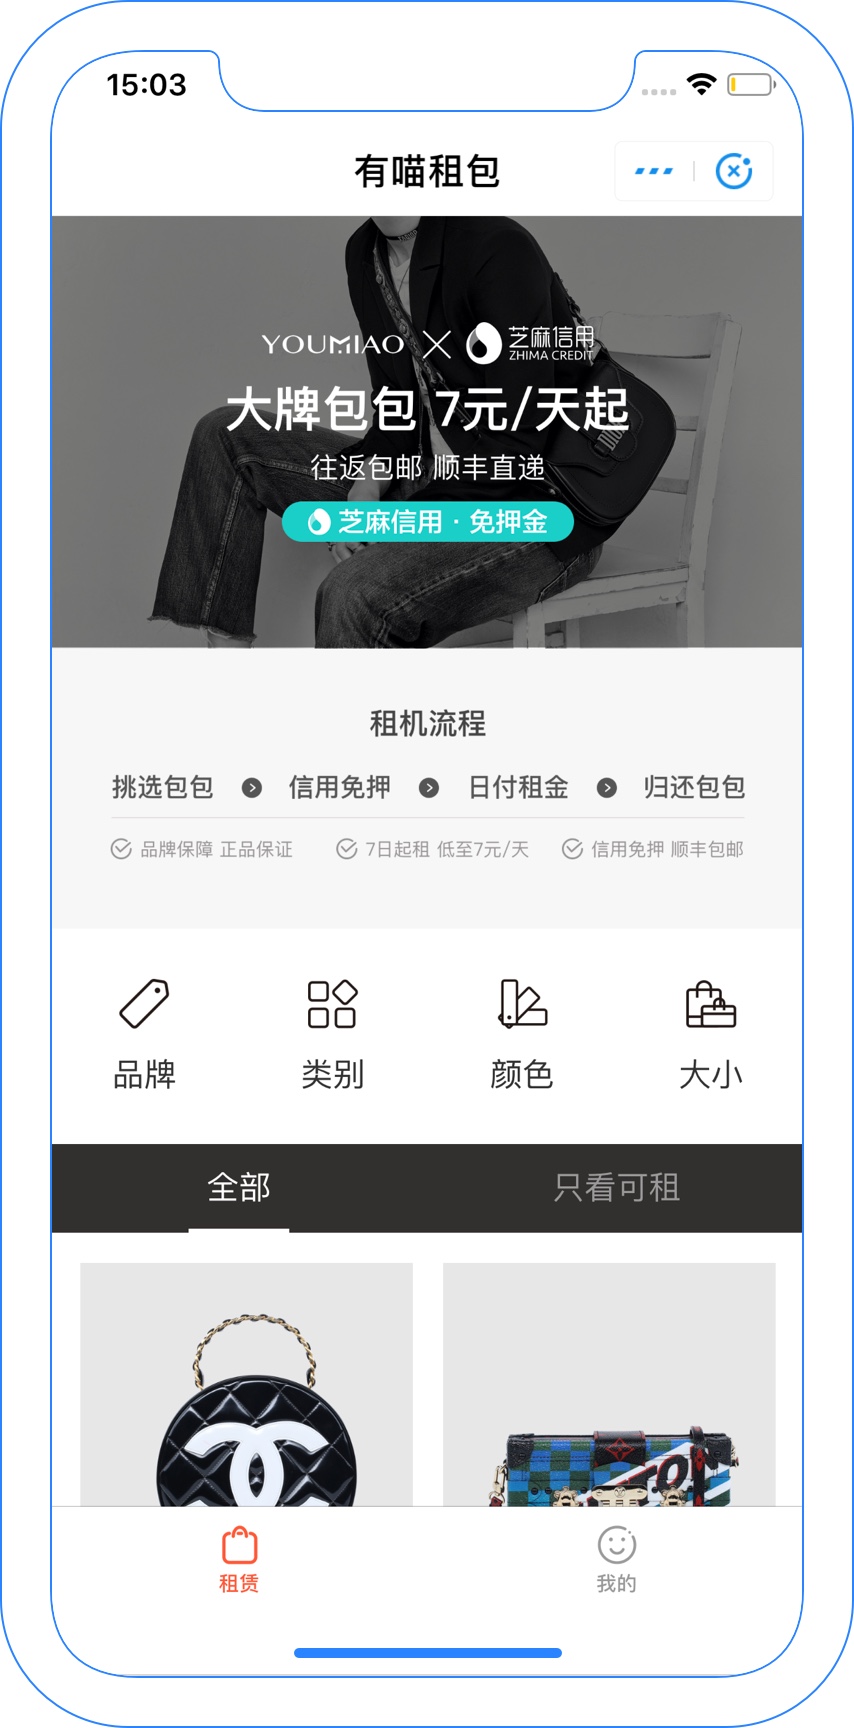 15:03
有喵租包
YOUMIAO × 芝麻信用
ZHIMA CREDIT
大牌包包 7元/天起
往返包邮 顺丰直递
芝麻信用 · 免押金
租机流程
挑选包包 信用免押 日付租金 归还包包
品牌保障 正品保证 7日起租 低至7元/天 信用免押 顺丰包邮
品牌 类别 颜色 大小
全部 只看可租
租赁 我的